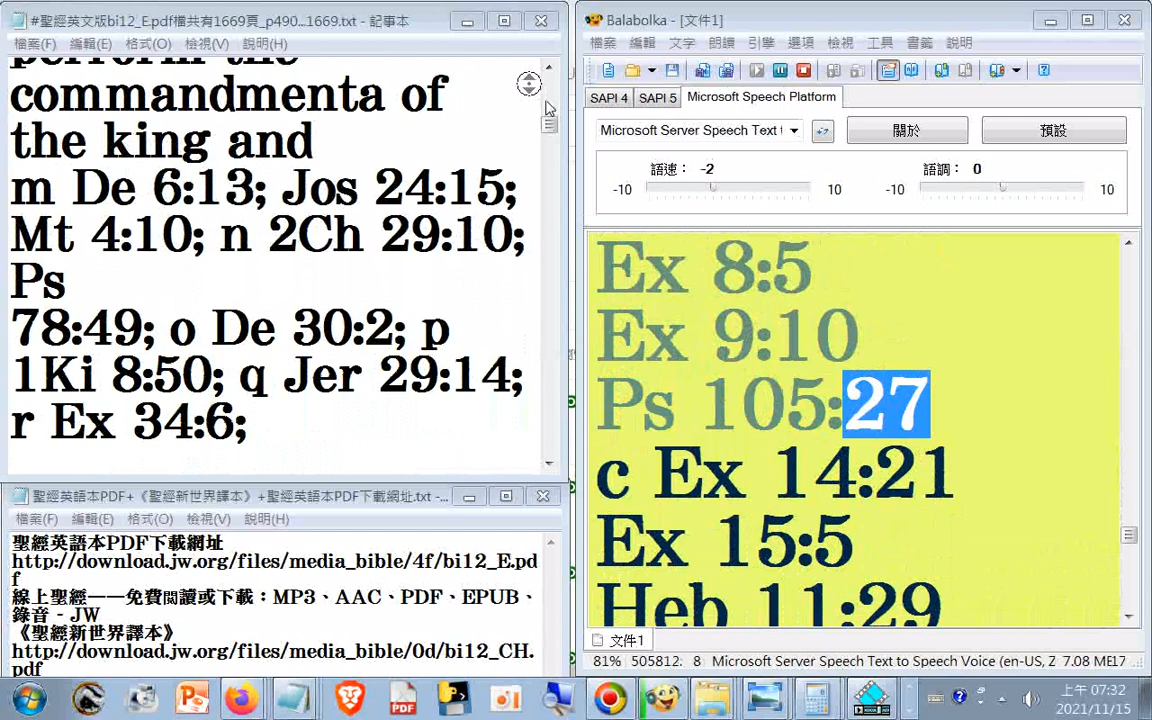 #聖經英文版bi12_E.pdf檔共有1669頁_p490...1669.txt - 記事本
檔案(F) 編輯(E) 格式(O) 檢視(V) 說明(H)
perform the
commandmenta of
the king and
m De 6:13; Jos 24:15;
Mt 4:10; n 2Ch 29:10;
Ps
78:49; o De 30:2; p
1Ki 8:50; q Jer 29:14;
r Ex 34:6;
聖經英語本PDF+《聖經新世界譯本》+聖經英語本PDF下載網址.txt -...
檔案(F) 編輯(E) 格式(O) 檢視(V) 說明(H)
聖經英語本PDF下載網址
http://download.jw.org/files/media_bible/4f/bi12_E.pd
f
線上聖經——免費閱讀或下載：MP3、AAC、PDF、EPUB、
錄音 - JW
《聖經新世界譯本》
http://download.jw.org/files/media_bible/0d/bi12_CH.
pdf
Balabolka - [文件1]
檔案 編輯 文字 朗讀 引擎 選項 檢視 工具 書籤 說明
SAPI 4 SAPI 5 Microsoft Speech Platform
Microsoft Server Speech Text 關於 預設
語速： -2 語調： 0
-10 10 -10 10
Ex 8:5
Ex 9:10
Ps 105:27
c Ex 14:21
Ex 15:5
Heb 11:29
文件1
81% 505812: 8 Microsoft Server Speech Text to Speech Voice (en-US, Z 7.08 ME17
上午 07:32
2021/11/15